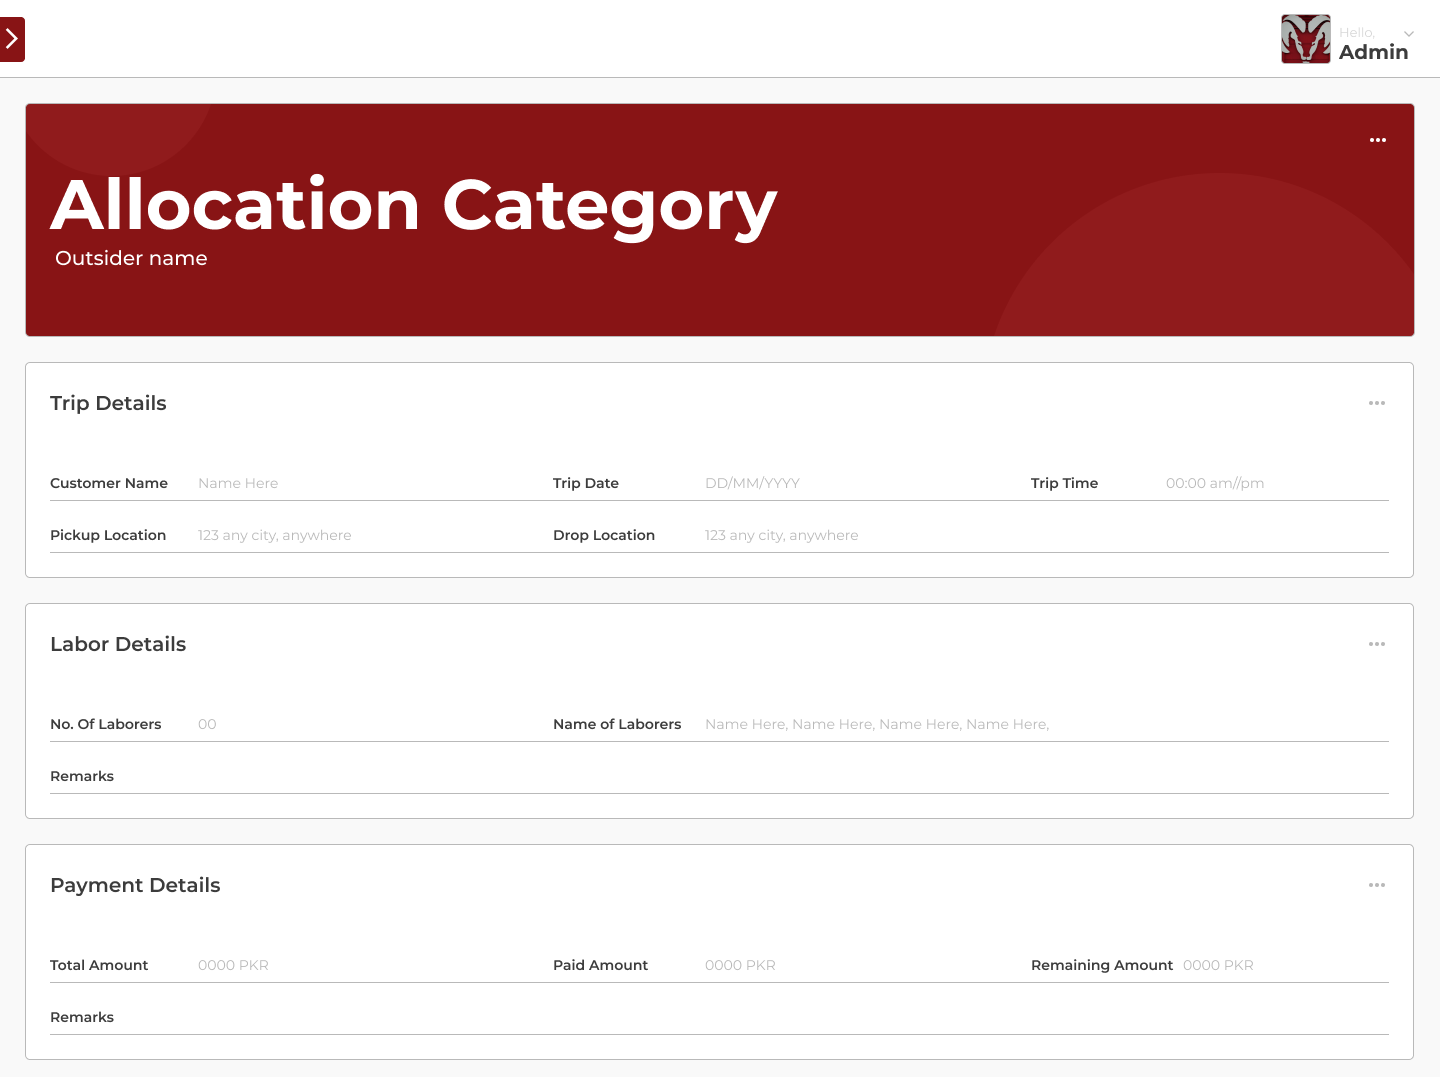 Hello,
Admin
Allocation Category
Outsider name
Trip Details
Customer Name Name Here Trip Date DD/MM/YYYY Trip Time 00:00 am//pm
Pickup Location 123 any city, anywhere Drop Location 123 any city, anywhere
Labor Details
No. Of Laborers 00 Name of Laborers Name Here, Name Here, Name Here, Name Here,
Remarks
Payment Details
Total Amount 0000 PKR Paid Amount 0000 PKR Remaining Amount 0000 PKR
Remarks